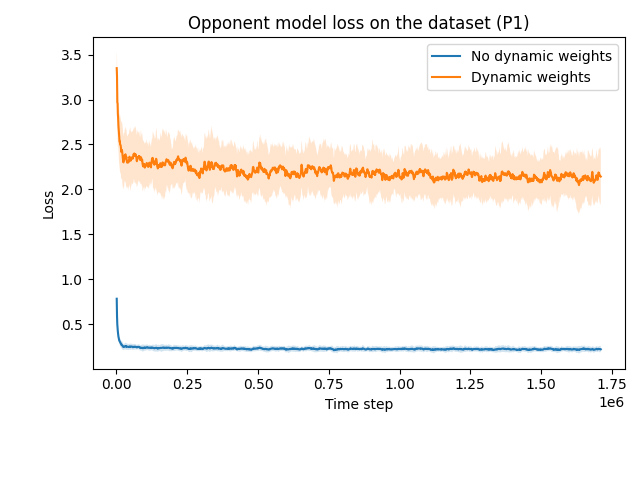 Opponent model loss on the dataset (P1)
No dynamic weights
Dynamic weights
3.5
3.0
2.5
2.0
1.5
1.0
0.5
Loss
0.00 0.25 0.50 0.75 1.00 1.25 1.50 1.75
1e6
Time step